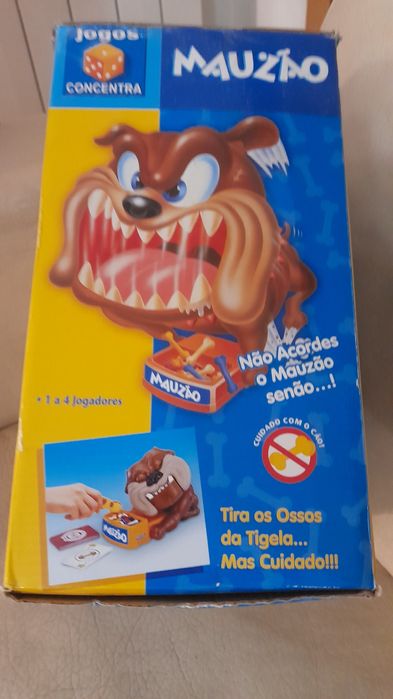 Jogos
CONCENTRA
MAUZÃO
MAUZÃO
Não Acordes
o Mauzão
senão...!
• 1 a 4 Jogadores
CUIDADO COM O CÃO!
MAUZÃO
Tira os Ossos
da Tigela...
Mas Cuidado!!!